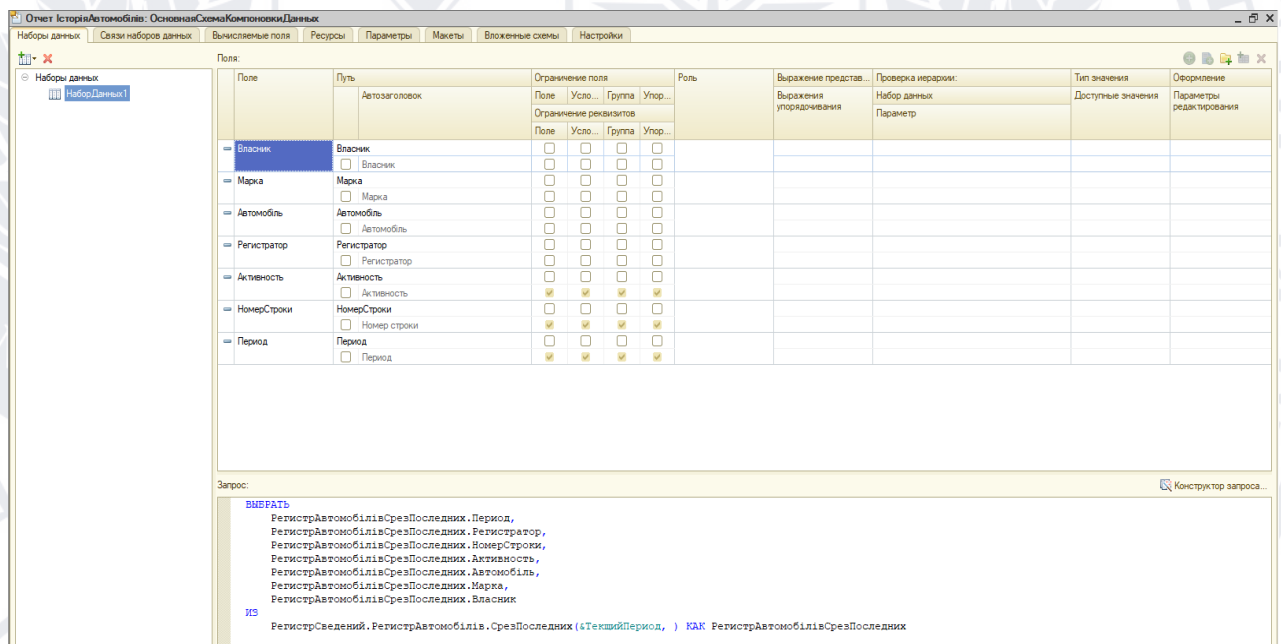 Отчет ІсторіяАвтомобілів: ОсновнаяСхемаКомпоновкиДанных
Наборы данных Связи наборов данных Вычисляемые поля Ресурсы Параметры Макеты Вложенные схемы Настройки
Поля:
Наборы данных
НаборДанных1
Поле Путь Ограничение поля Роль Выражение представ... Проверка иерархии: Тип значения Оформление
Автозаголовок Поле Усло... Группа Упор... Выражения упорядочивания Набор данных Доступные значения Параметры редактирования
Ограничение реквизитов Параметр
Поле Усло... Группа Упор...
Власник Власник
Власник
Марка Марка
Марка
Автомобіль Автомобіль
Автомобіль
Регистратор Регистратор
Регистратор
Активность Активность
Активность
НомерСтроки НомерСтроки
Номер строки
Период Период
Период
Запрос: Конструктор запроса...
ВЫБРАТЬ
РегистрАвтомобілівСрезПоследних.Период,
РегистрАвтомобілівСрезПоследних.Регистратор,
РегистрАвтомобілівСрезПоследних.НомерСтроки,
РегистрАвтомобілівСрезПоследних.Активность,
РегистрАвтомобілівСрезПоследних.Автомобіль,
РегистрАвтомобілівСрезПоследних.Марка,
РегистрАвтомобілівСрезПоследних.Власник
ИЗ
РегистрСведений.РегистрАвтомобілів.СрезПоследних(&ТекщийПериод, ) КАК РегистрАвтомобілівСрезПоследних